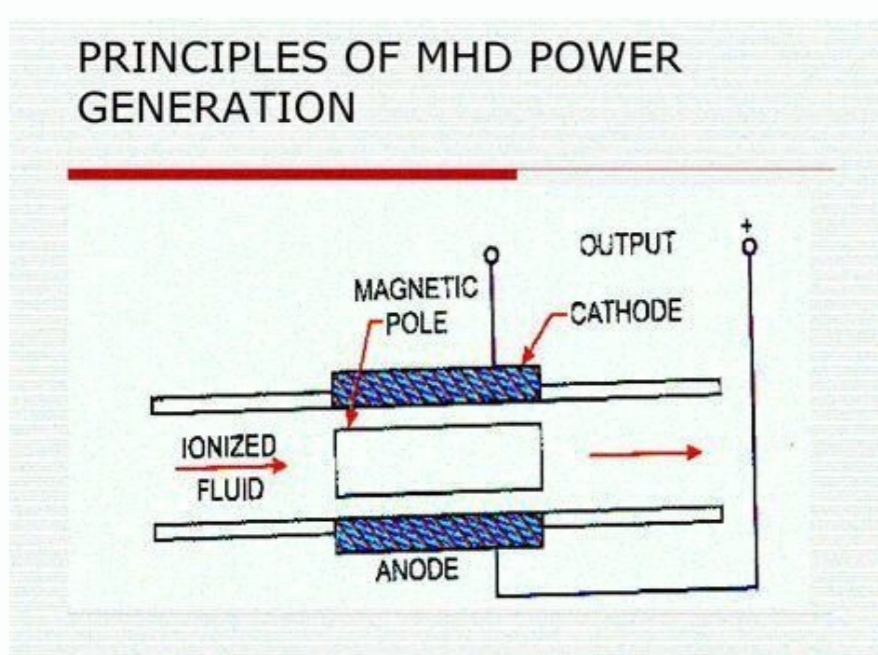 PRINCIPLES OF MHD POWER
GENERATION
+
OUTPUT
MAGNETIC
POLE
CATHODE
IONIZED
FLUID
ANODE